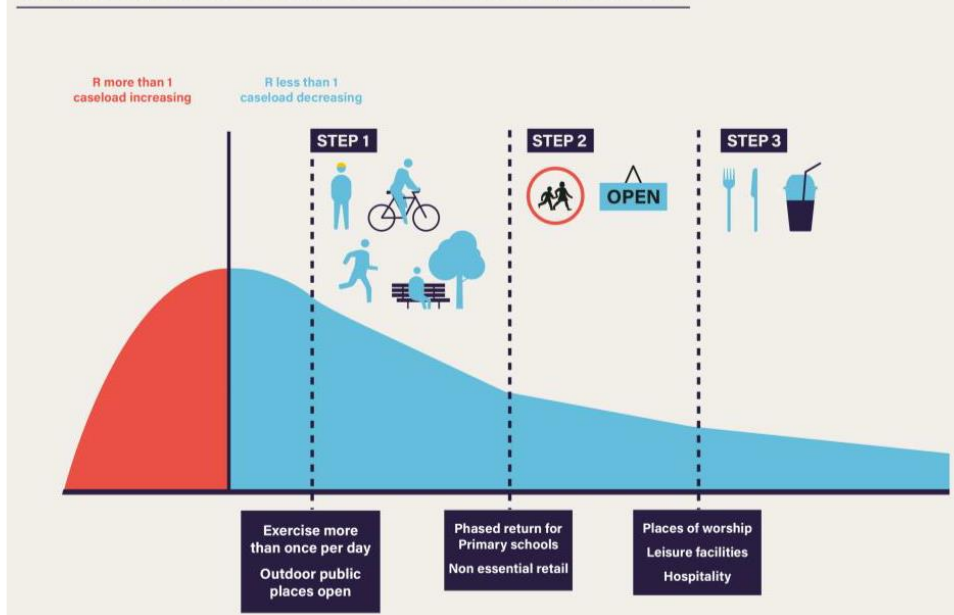 R more than 1
caseload increasing
R less than 1
caseload decreasing
STEP 1
STEP 2
STEP 3
OPEN
Exercise more
than once per day
Outdoor public
places open
Phased return for
Primary schools
Non essential retail
Places of worship
Leisure facilities
Hospitality